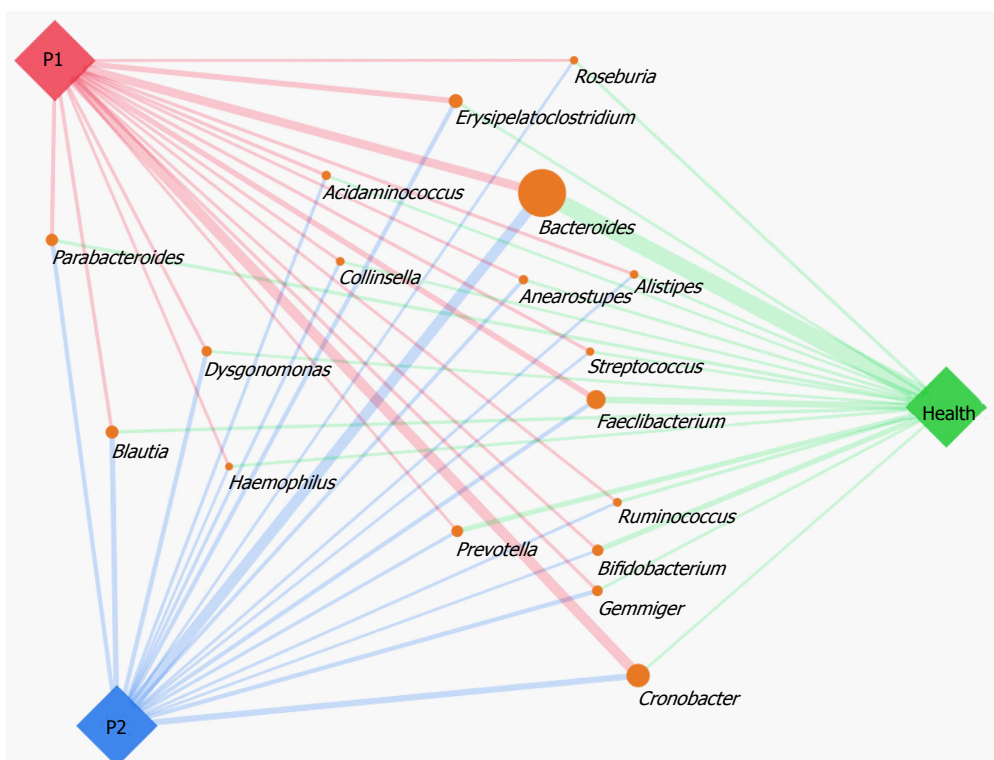 P1
Roseburia
Erysipelatoclostridium
Acidaminococcus
Bacteroides
Parabacteroides
Collinsella
Alistipes
Anearostupes
Dysgonomonas
Streptococcus
Health
Faeclibacterium
Blautia
Haemophilus
Ruminococcus
Prevotella
Bifidobacterium
Gemmiger
Cronobacter
P2